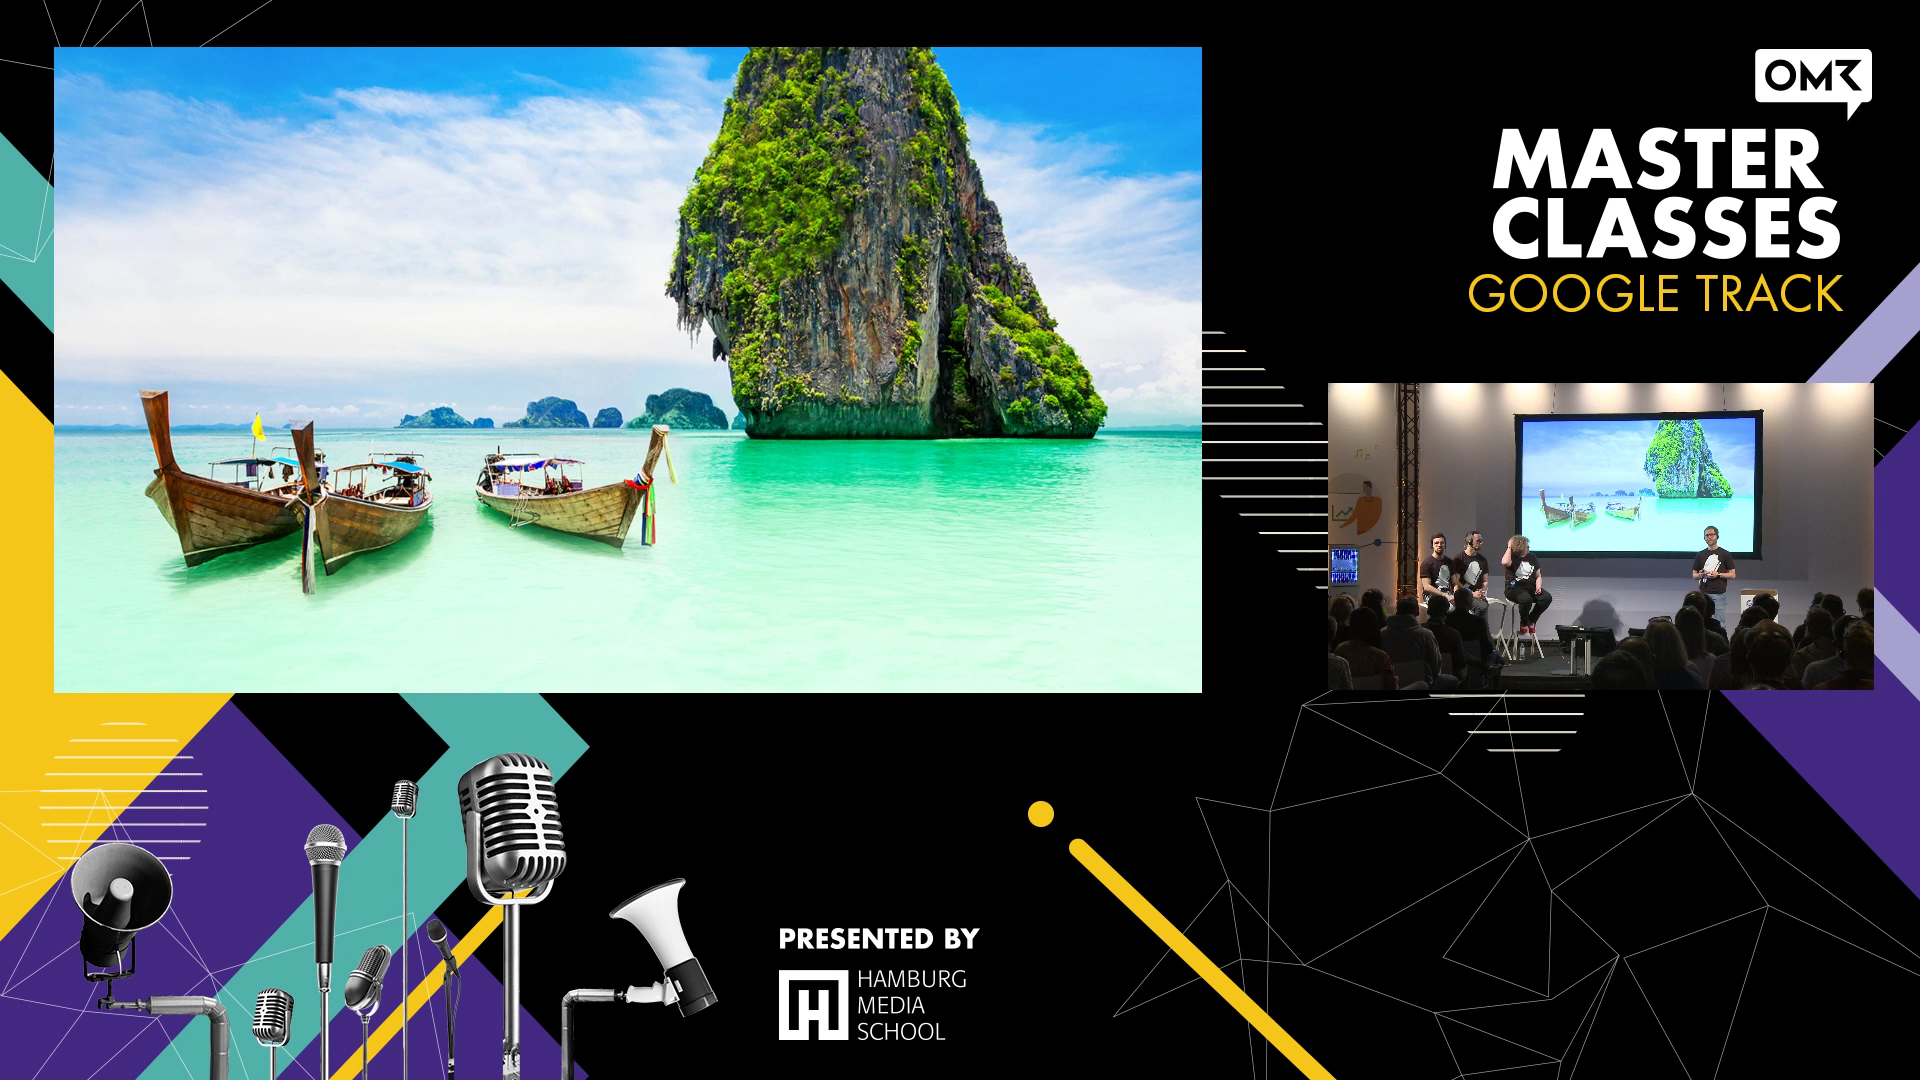 OMR
MASTER
CLASSES
GOOGLE TRACK
PRESENTED BY
HAMBURG
MEDIA
SCHOOL